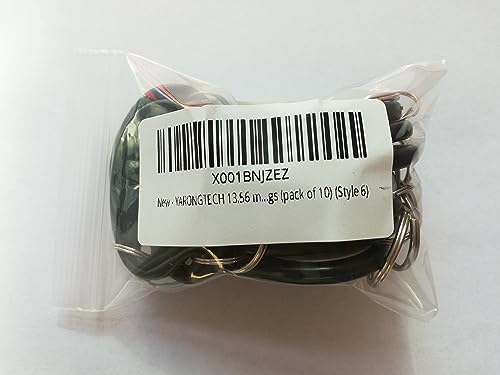 X001BNJZEZ
New - YARONGTECH 13.56 m...gs (pack of 10) (Style 6)